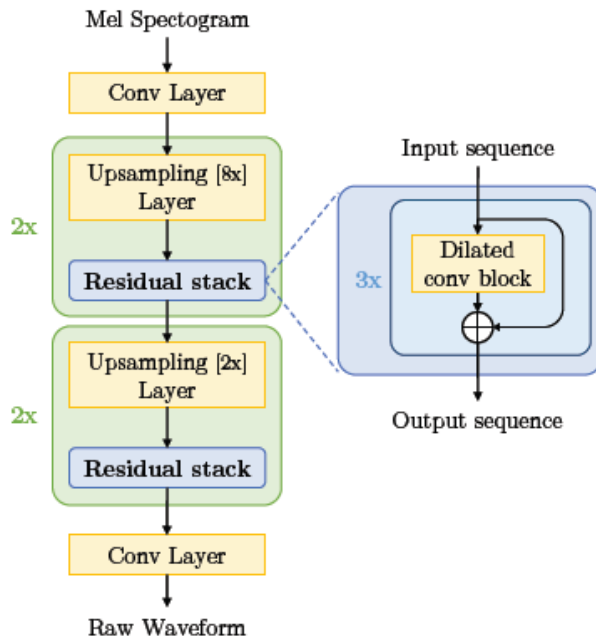 Mel Spectrogram
Conv Layer
2x
Upsampling [8x]
Layer
Residual stack
2x
Upsampling [2x]
Layer
Residual stack
Conv Layer
Raw Waveform
Input sequence
3x
Dilated
conv block
Output sequence